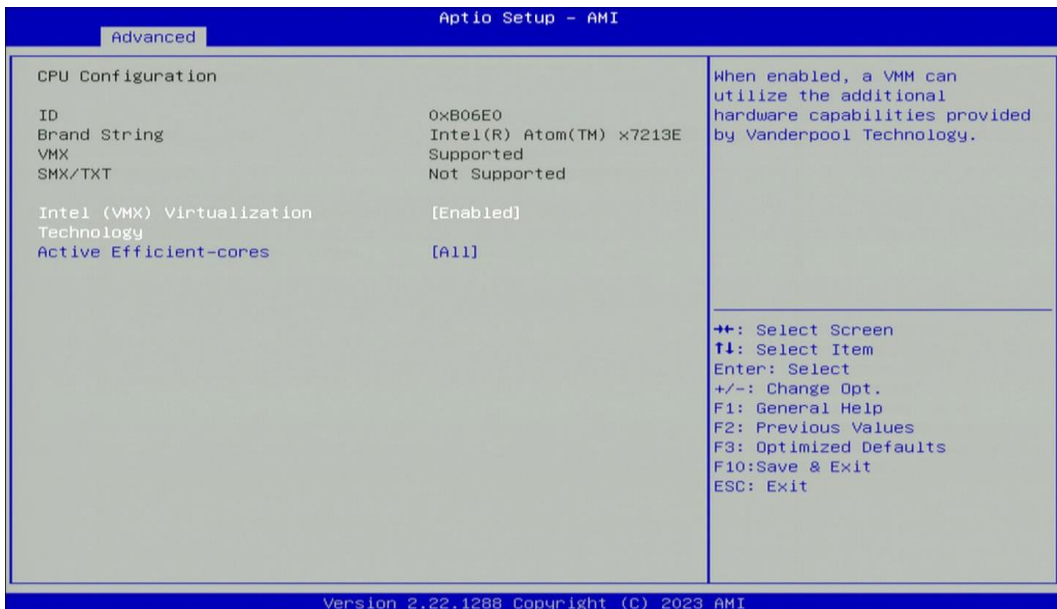 Aptio Setup - AMI
Advanced
CPU Configuration
ID 0xB06E0
Brand String Intel(R) Atom(TM) x7213E
VMX Supported
SMX/TXT Not Supported
Intel (VMX) Virtualization [Enabled]
Technology
Active Efficient-cores [All]
When enabled, a VMM can
utilize the additional
hardware capabilities provided
by Vanderpool Technology.
→←: Select Screen
↑↓: Select Item
Enter: Select
+/-: Change Opt.
F1: General Help
F2: Previous Values
F3: Optimized Defaults
F10:Save & Exit
ESC: Exit
Version 2.22.1288 Copyright (C) 2023 AMI